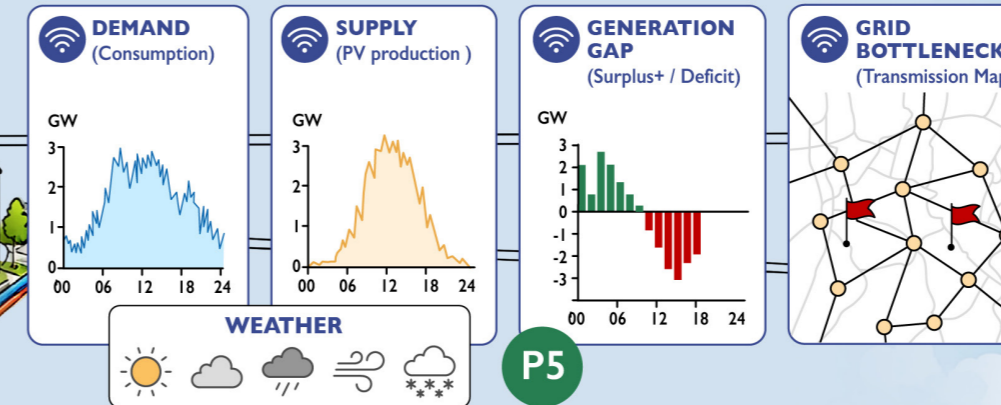 DEMAND
(Consumption)
GW
3
2
1
0
00 06 12 18 24
SUPPLY
(PV production )
GW
3
2
1
0
00 06 12 18 24
GENERATION
GAP
(Surplus+ / Deficit)
GW
3
2
1
0
-1
-2
-3
00 06 12 18 24
GRID
BOTTLENECK
(Transmission Map
WEATHER
P5